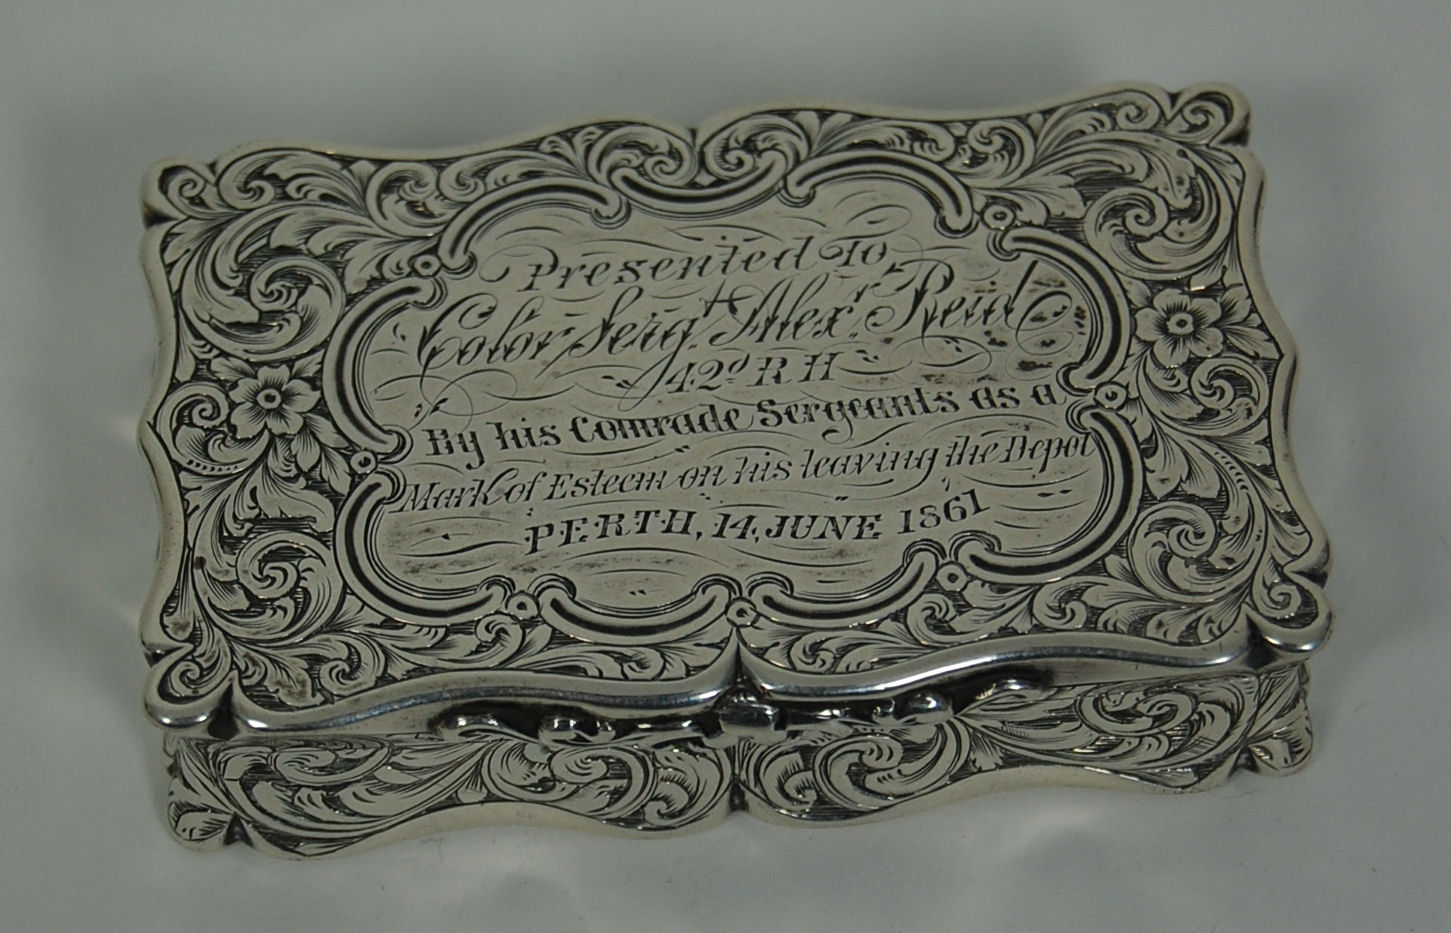 Presented To
Color Sergt Alexr Reid
42d R H
By his Comrade Sergeants as a
Mark of Esteem on his leaving the Depot
PERTH, 14, JUNE 1861